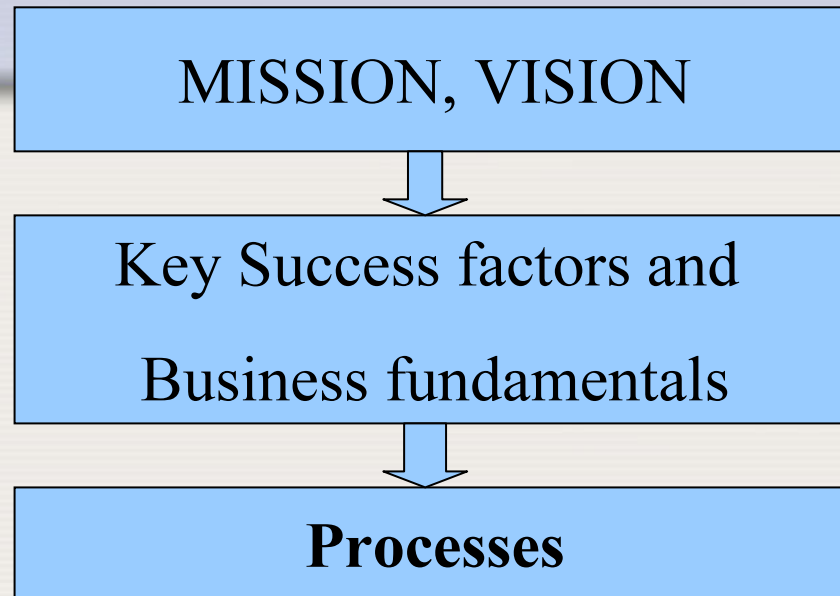 MISSION, VISION
Key Success factors and
Business fundamentals
Processes